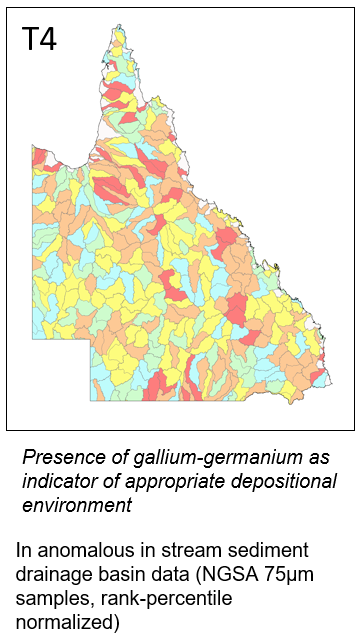 T4
Presence of gallium-germanium as
indicator of appropriate depositional
environment
In anomalous in stream sediment
drainage basin data (NGSA 75µm
samples, rank-percentile
normalized)